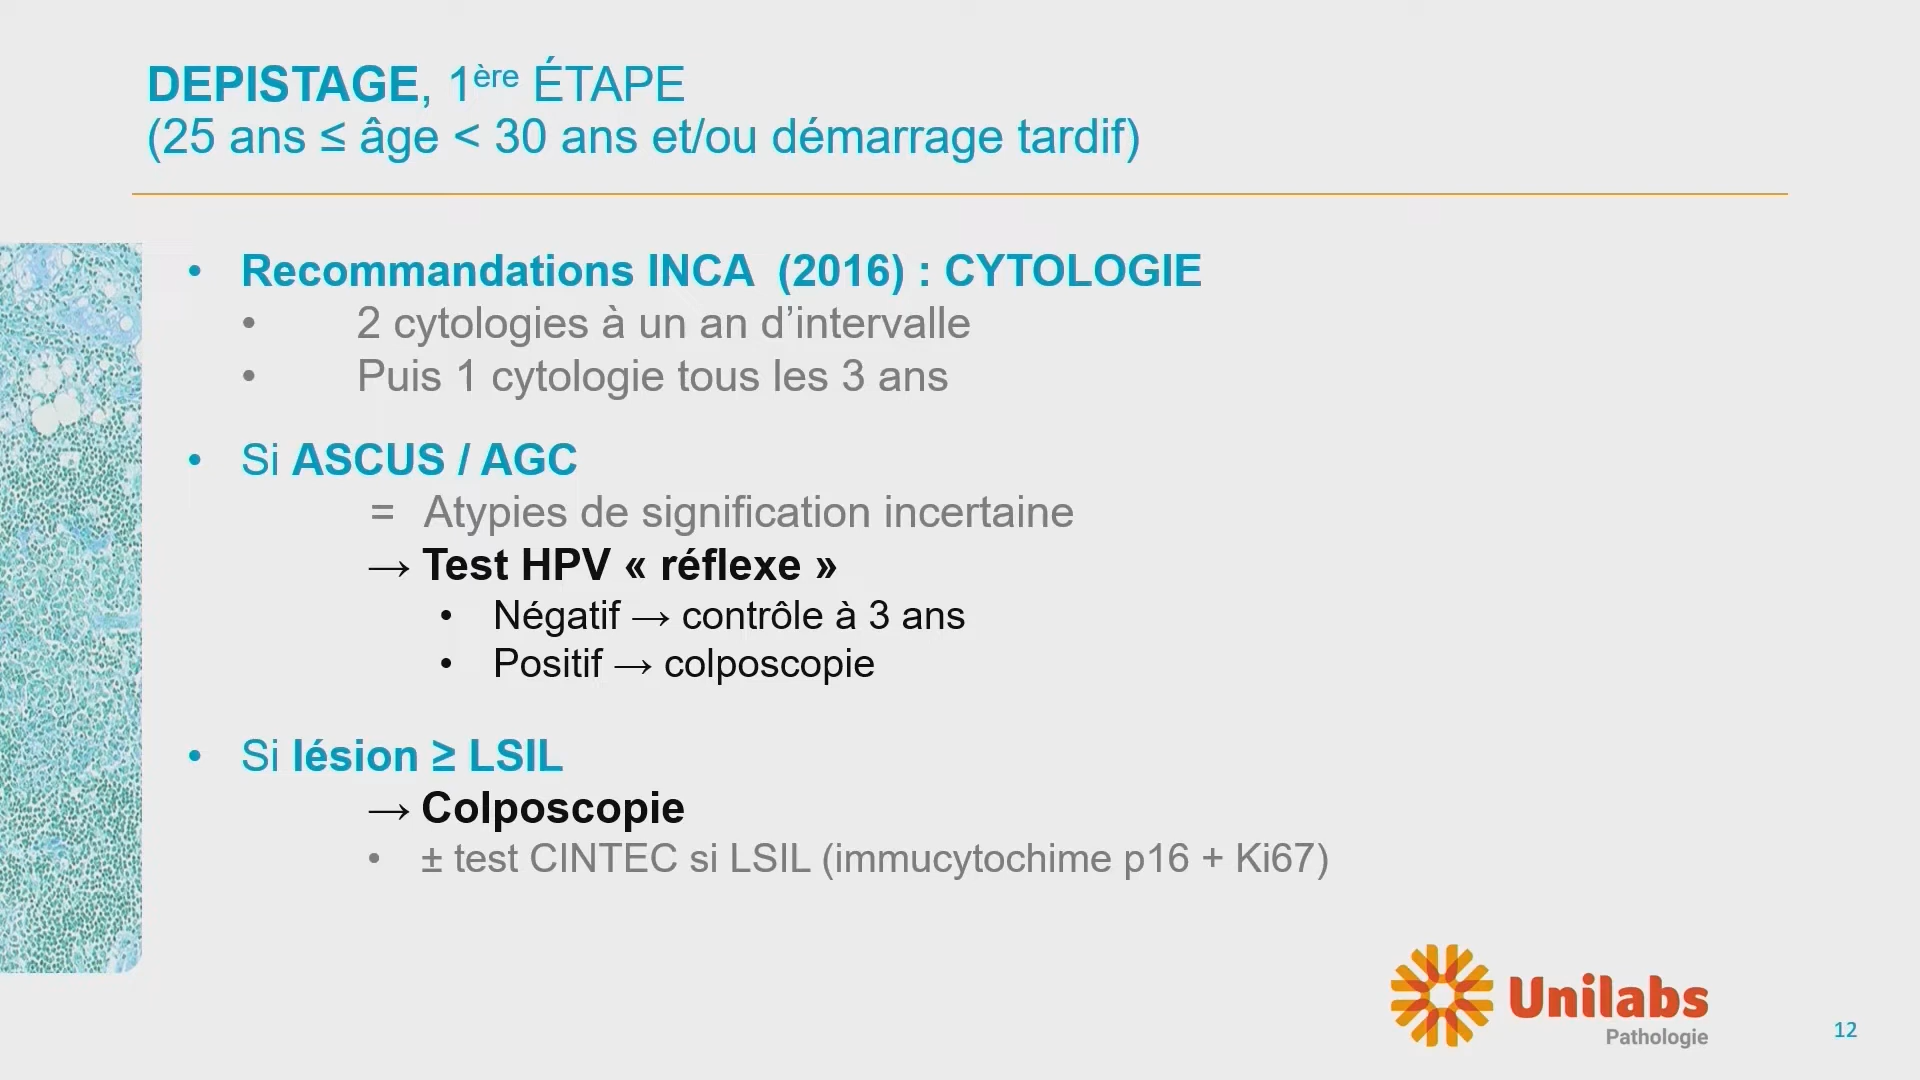 DEPISTAGE, 1ère ÉTAPE
(25 ans ≤ âge < 30 ans et/ou démarrage tardif)
• Recommandations INCA (2016) : CYTOLOGIE
• 2 cytologies à un an d’intervalle
• Puis 1 cytologie tous les 3 ans
• Si ASCUS / AGC
= Atypies de signification incertaine
→ Test HPV « réflexe »
• Négatif → contrôle à 3 ans
• Positif → colposcopie
• Si lésion ≥ LSIL
→ Colposcopie
• ± test CINTEC si LSIL (immucytochime p16 + Ki67)
Unilabs
Pathologie
12